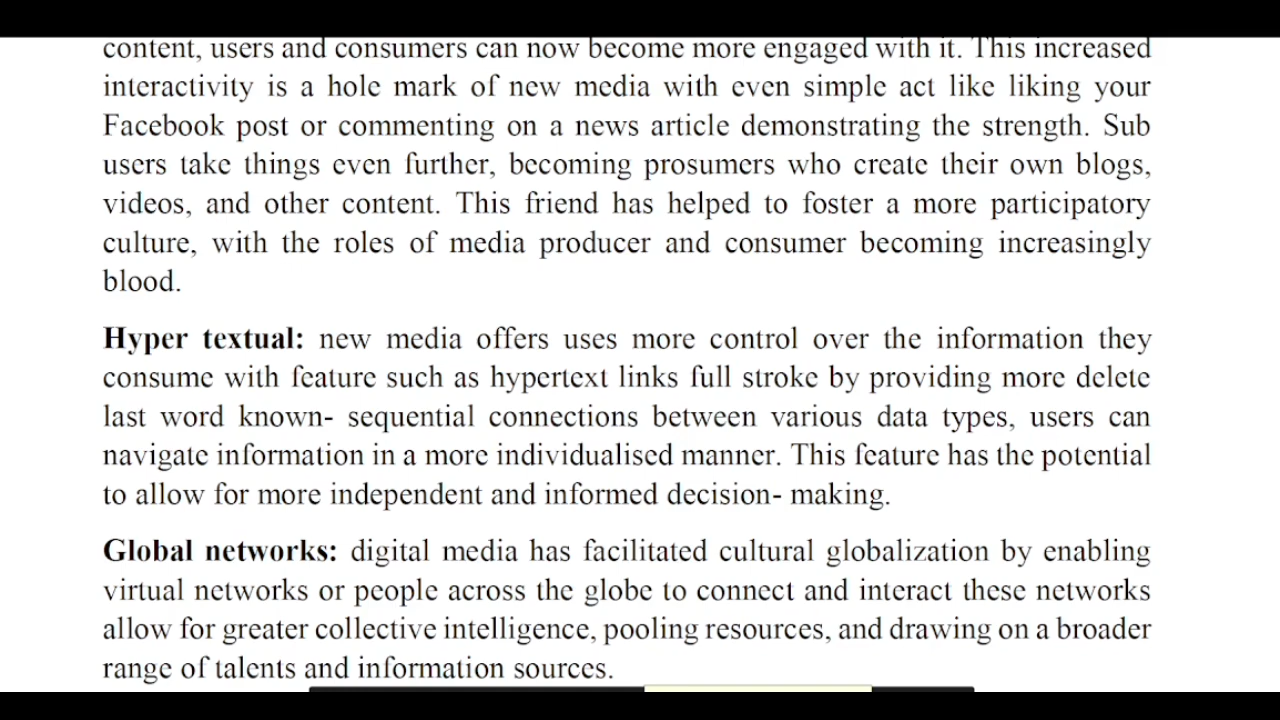 content, users and consumers can now become more engaged with it. This increased
interactivity is a hole mark of new media with even simple act like liking your
Facebook post or commenting on a news article demonstrating the strength. Sub
users take things even further, becoming prosumers who create their own blogs,
videos, and other content. This friend has helped to foster a more participatory
culture, with the roles of media producer and consumer becoming increasingly
blood.
Hyper textual: new media offers uses more control over the information they
consume with feature such as hypertext links full stroke by providing more delete
last word known- sequential connections between various data types, users can
navigate information in a more individualised manner. This feature has the potential
to allow for more independent and informed decision- making.
Global networks: digital media has facilitated cultural globalization by enabling
virtual networks or people across the globe to connect and interact these networks
allow for greater collective intelligence, pooling resources, and drawing on a broader
range of talents and information sources.